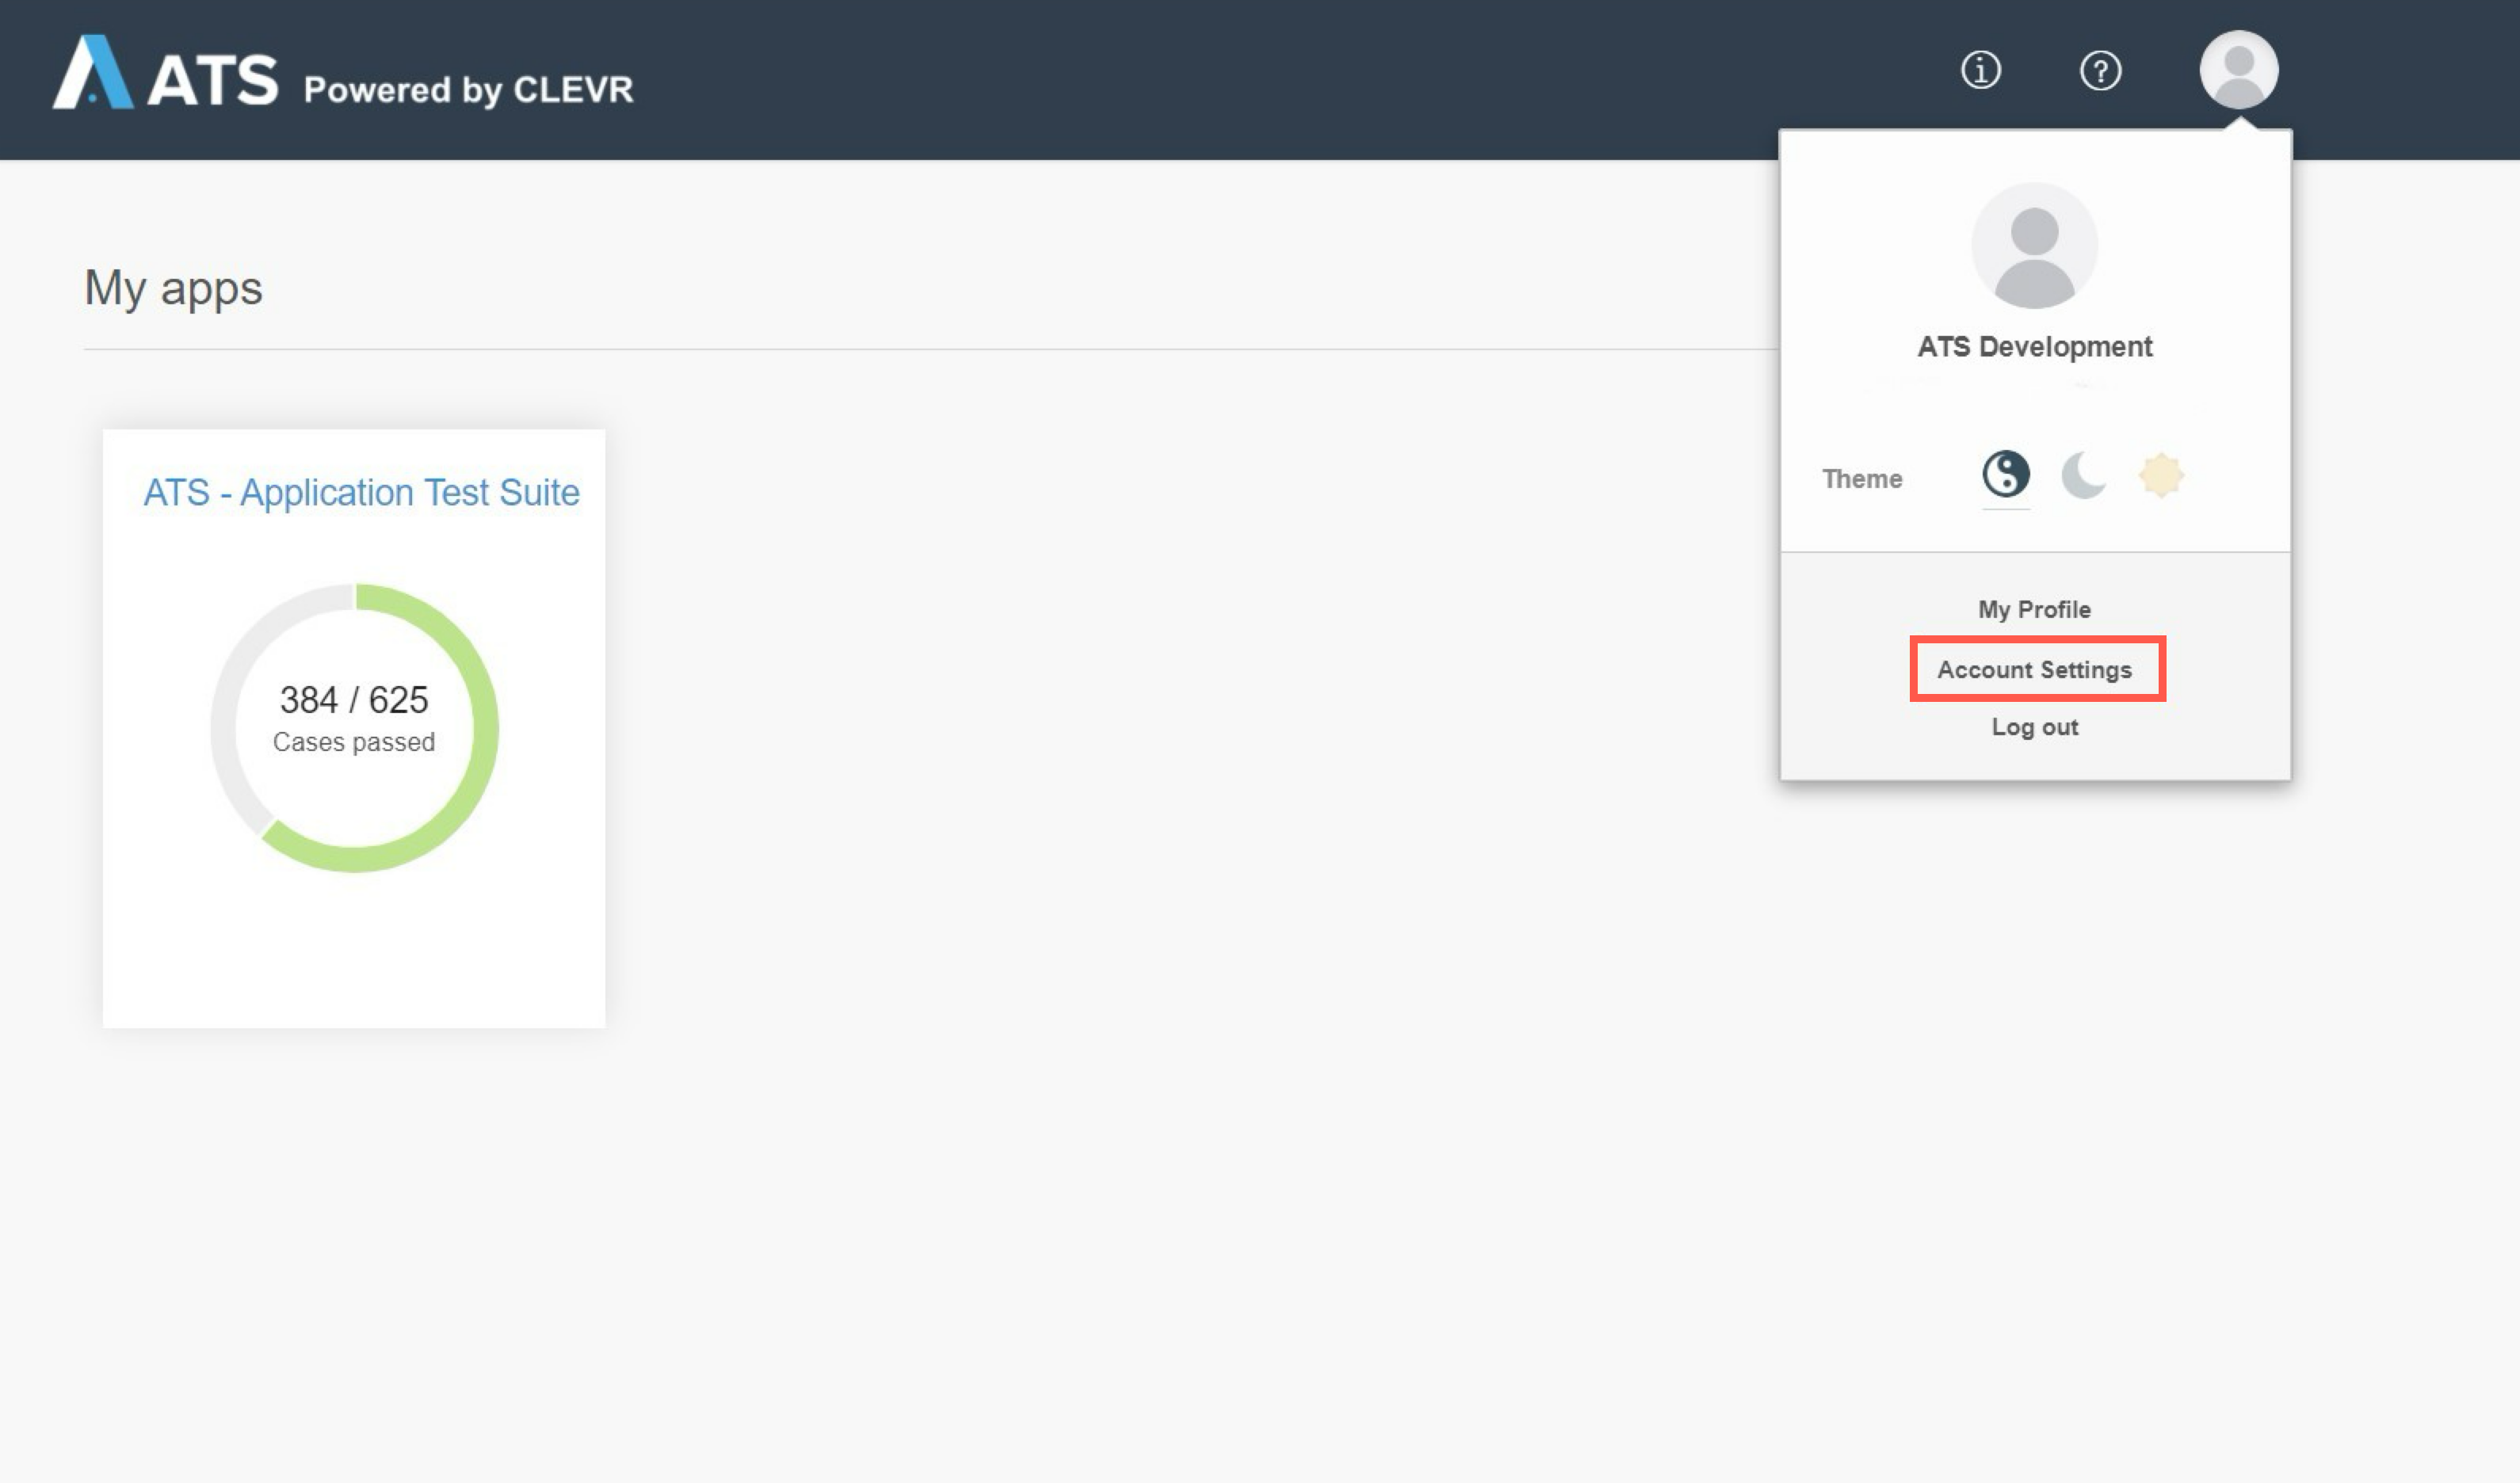 ATS Powered by CLEVR
My apps
ATS - Application Test Suite
384 / 625
Cases passed
ATS Development
Theme
My Profile
Account Settings
Log out